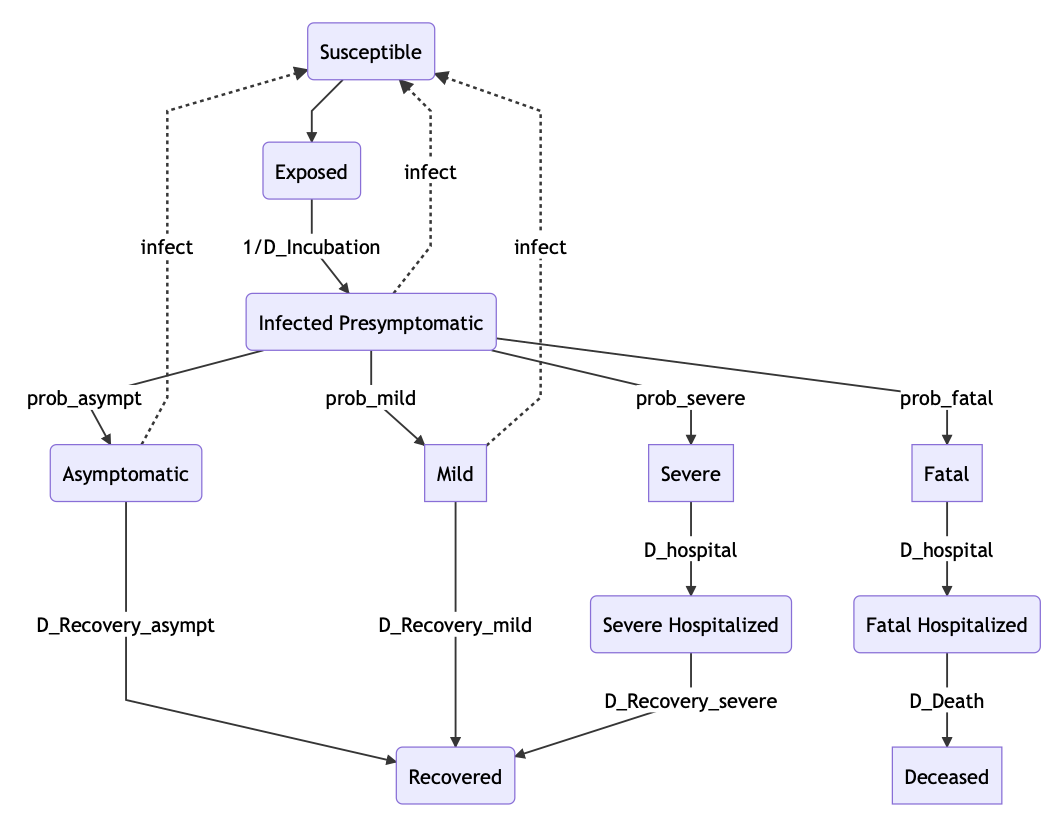 Susceptible
Exposed
infect
infect
1/D_Incubation
infect
Infected Presymptomatic
prob_asympt
prob_mild
prob_severe
prob_fatal
Asymptomatic
Mild
Severe
Fatal
D_hospital
D_hospital
D_Recovery_asympt
D_Recovery_mild
Severe Hospitalized
Fatal Hospitalized
D_Recovery_severe
D_Death
Recovered
Deceased